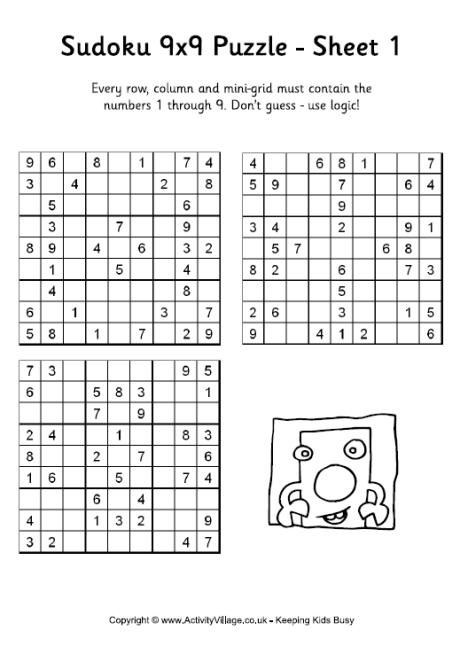 Sudoku 9x9 Puzzle - Sheet 1
Every row, column and mini-grid must contain the
numbers 1 through 9. Don't guess - use logic!
9 6 8 1 7 4
3 4 2 8
5 6
3 7 9
8 9 4 6 3 2
1 5 4
4 8
6 1 3 7
5 8 1 7 2 9
4 6 8 1 7
5 9 7 6 4
9
3 4 2 9 1
5 7 6 8
8 2 6 7 3
5
2 6 3 1 5
9 4 1 2 6
7 3 9 5
6 5 8 3 1
7 9
2 4 1 8 3
8 2 7 6
1 6 5 7 4
6 4
4 1 3 2 9
3 2 4 7
Copyright © www.ActivityVillage.co.uk - Keeping Kids Busy